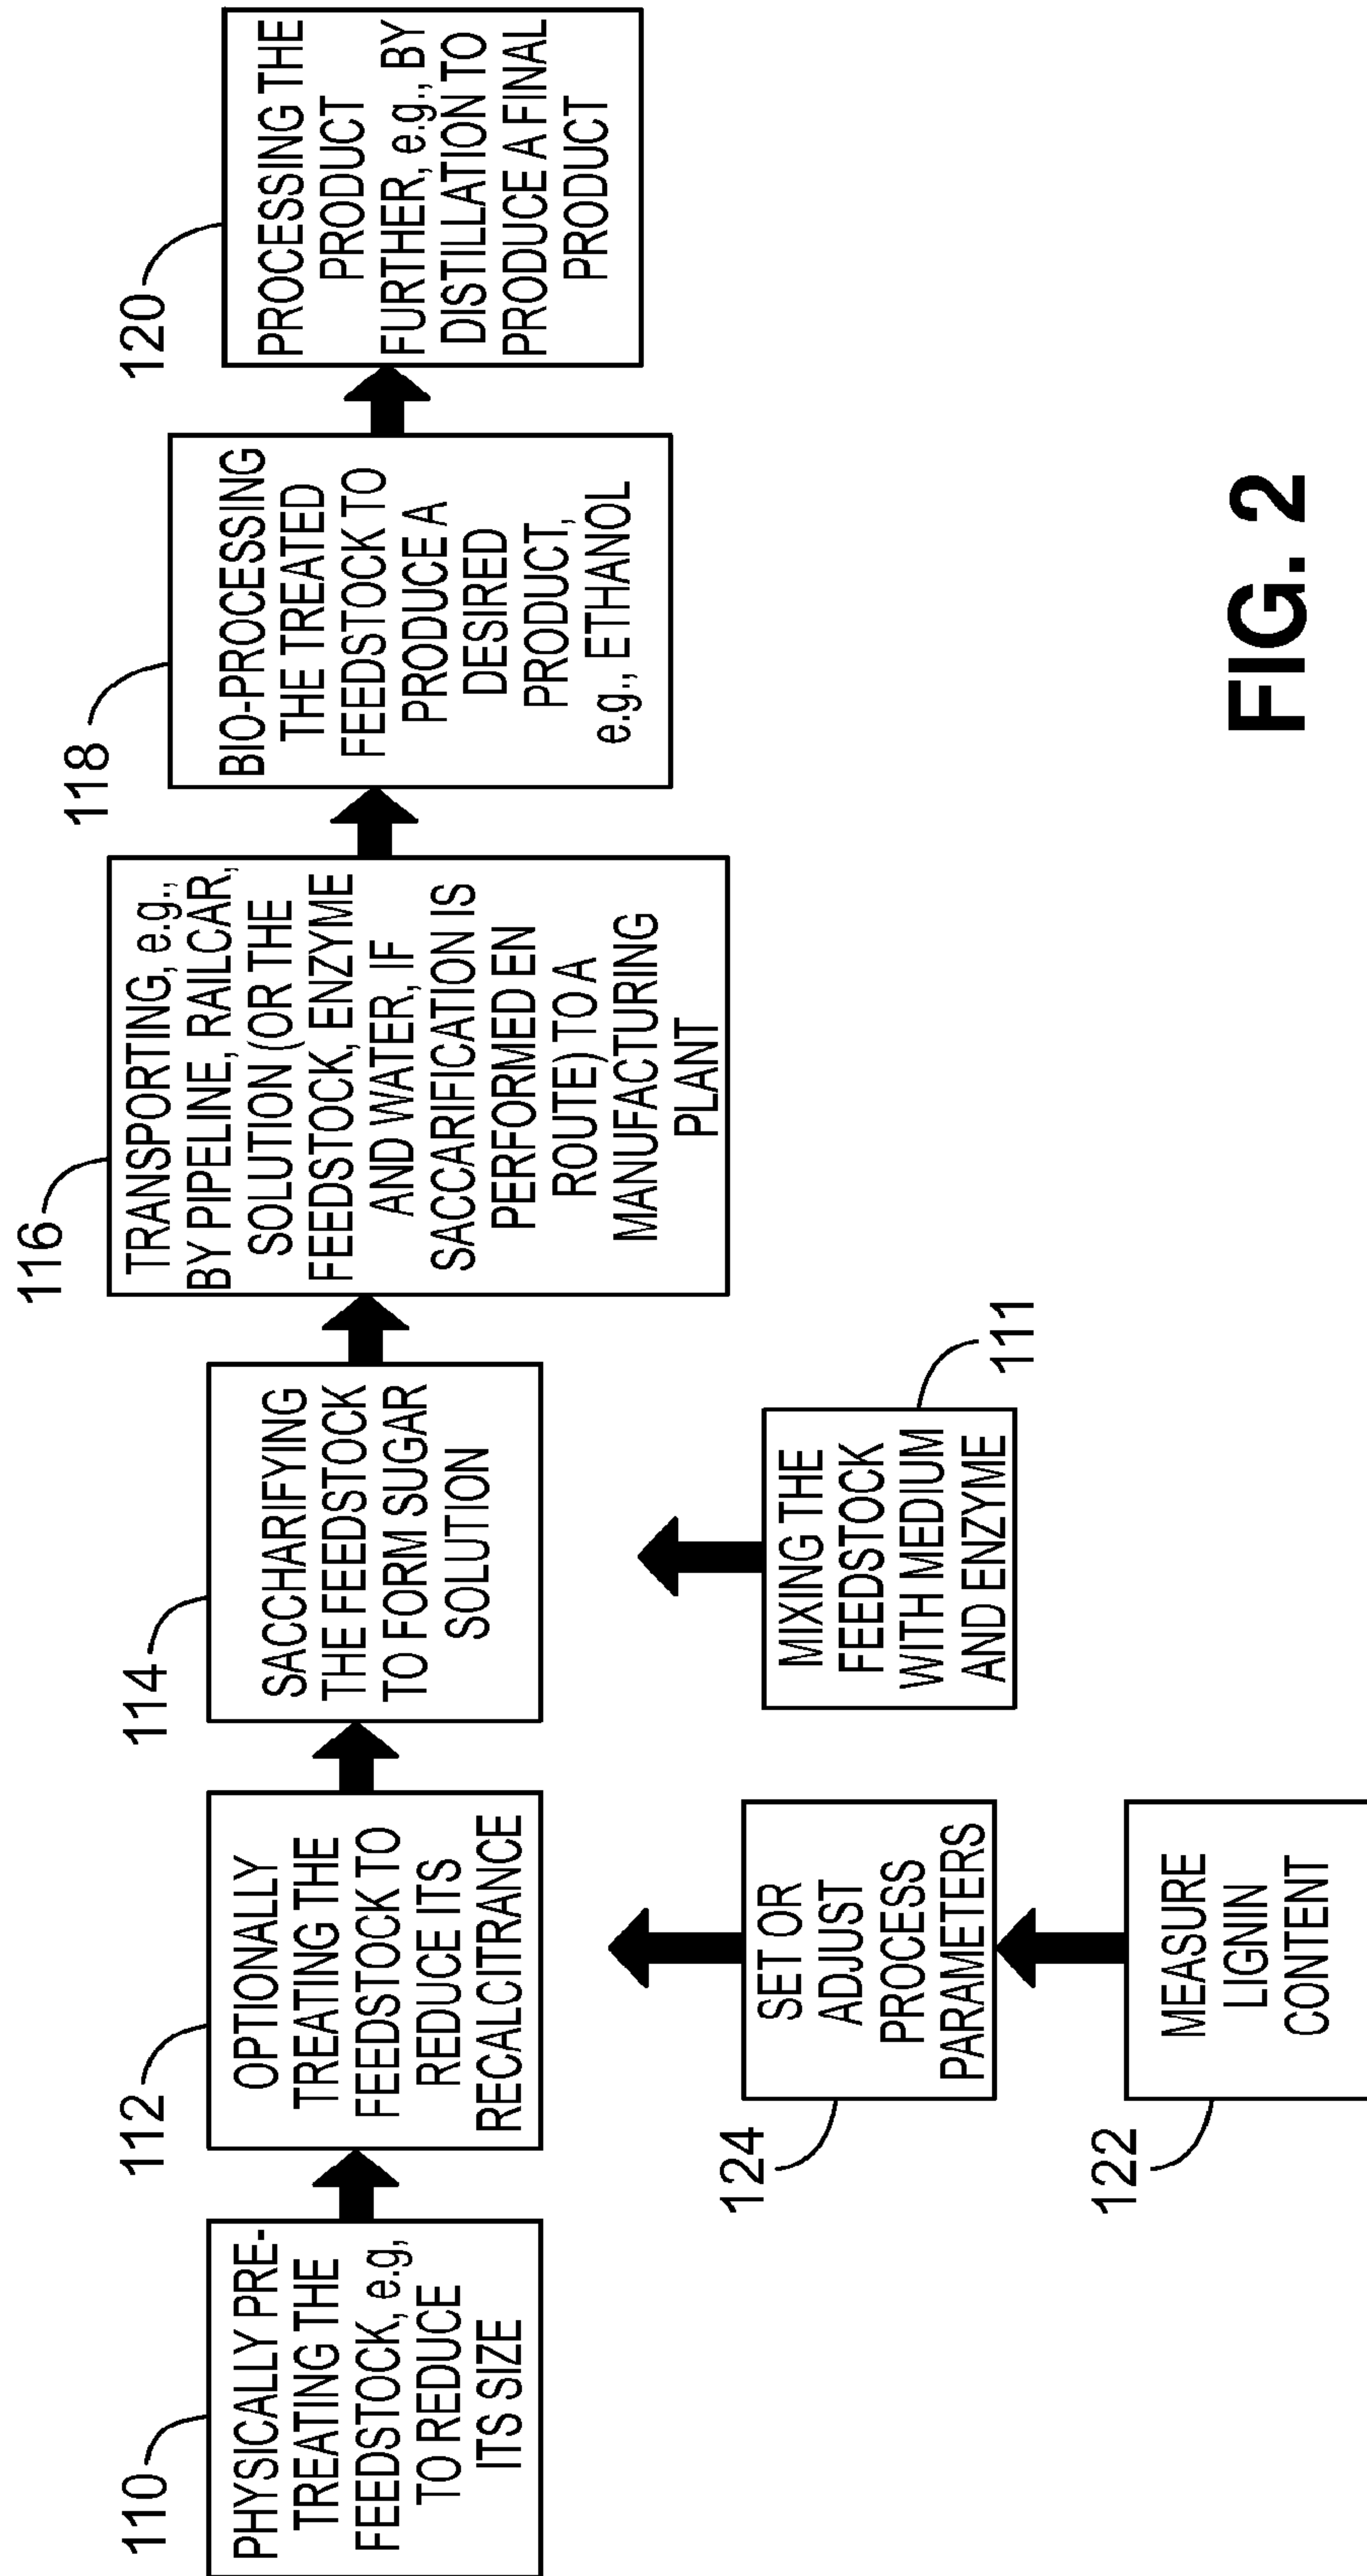 110
PHYSICALLY PRE-
TREATING THE
FEEDSTOCK, e.g,
TO REDUCE
ITS SIZE
112
OPTIONALLY
TREATING THE
FEEDSTOCK TO
REDUCE ITS
RECALCITRANCE
114
SACCHARIFYING
THE FEEDSTOCK
TO FORM SUGAR
SOLUTION
116
TRANSPORTING, e.g.,
BY PIPELINE, RAILCAR,
SOLUTION (OR THE
FEEDSTOCK, ENZYME
AND WATER, IF
SACCARIFICATION IS
PERFORMED EN
ROUTE) TO A
MANUFACTURING
PLANT
118
BIO-PROCESSING
THE TREATED
FEEDSTOCK TO
PRODUCE A
DESIRED
PRODUCT,
e.g., ETHANOL
120
PROCESSING THE
PRODUCT
FURTHER, e.g., BY
DISTILLATION TO
PRODUCE A FINAL
PRODUCT
124
SET OR
ADJUST
PROCESS
PARAMETERS
122
MEASURE
LIGNIN
CONTENT
MIXING THE
FEEDSTOCK
WITH MEDIUM
AND ENZYME
111
FIG. 2